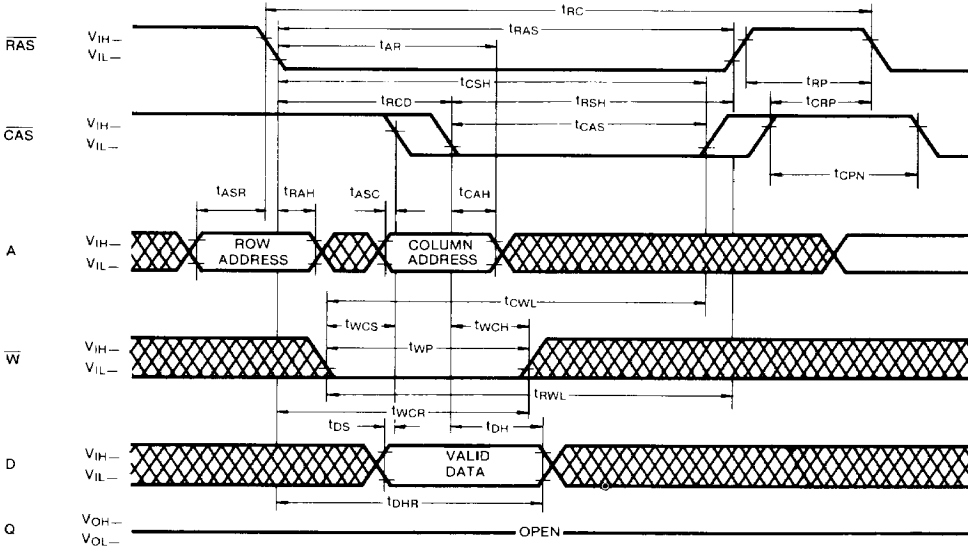 tRC
RAS
VIH—
VIL—
tRAS
tAR
tCSH
tRP
tRCD
tRSH
tCRP
CAS
VIH—
VIL—
tCAS
tCPN
tASR
tRAH
tASC
tCAH
A
VIH—
VIL—
ROW
ADDRESS
COLUMN
ADDRESS
tCWL
tWCS
tWCH
W
VIH—
VIL—
tWP
tRWL
tWCR
tDS
tDH
D
VIH—
VIL—
VALID
DATA
tDHR
Q
VOH—
VOL—
OPEN